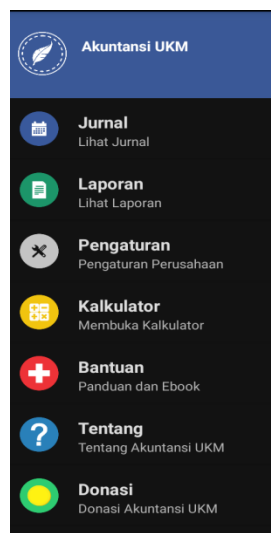 Akuntansi UKM
Jurnal
Lihat Jurnal
Laporan
Lihat Laporan
Pengaturan
Pengaturan Perusahaan
Kalkulator
Membuka Kalkulator
Bantuan
Panduan dan Ebook
Tentang
Tentang Akuntansi UKM
Donasi
Donasi Akuntansi UKM